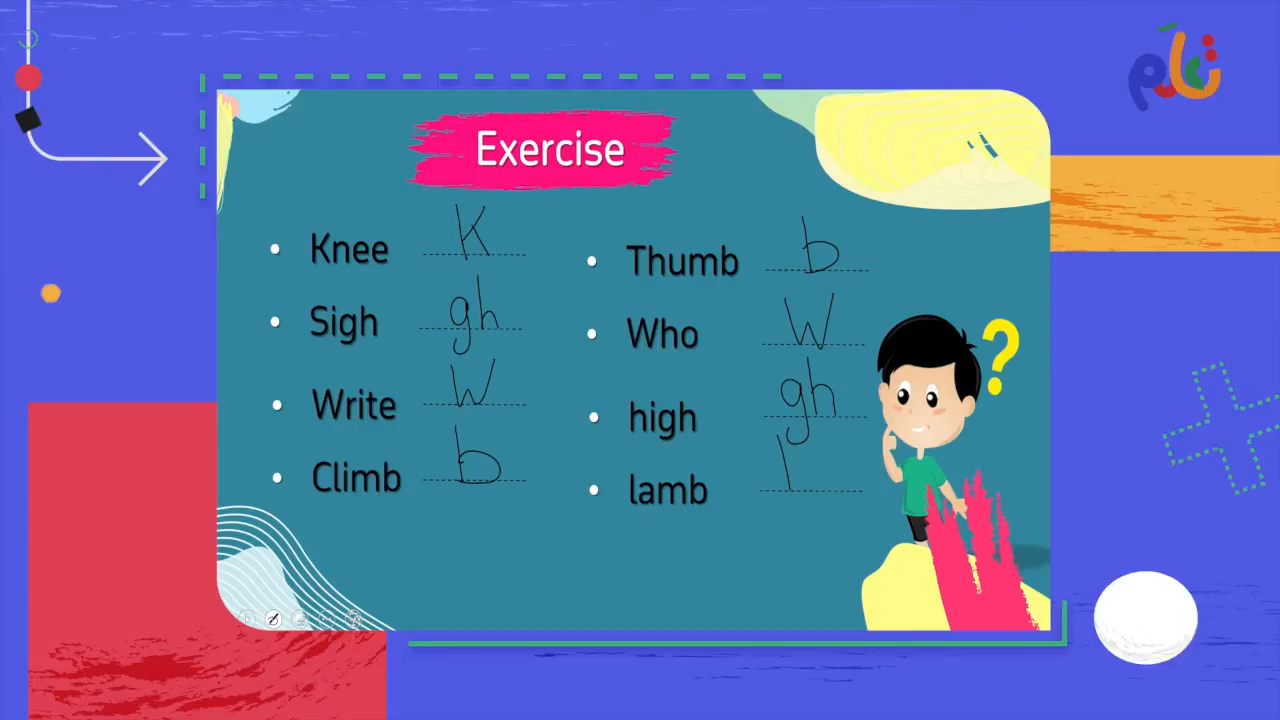 Exercise
Knee K
Sigh gh
Write W
Climb b
Thumb b
Who W
high gh
lamb
?